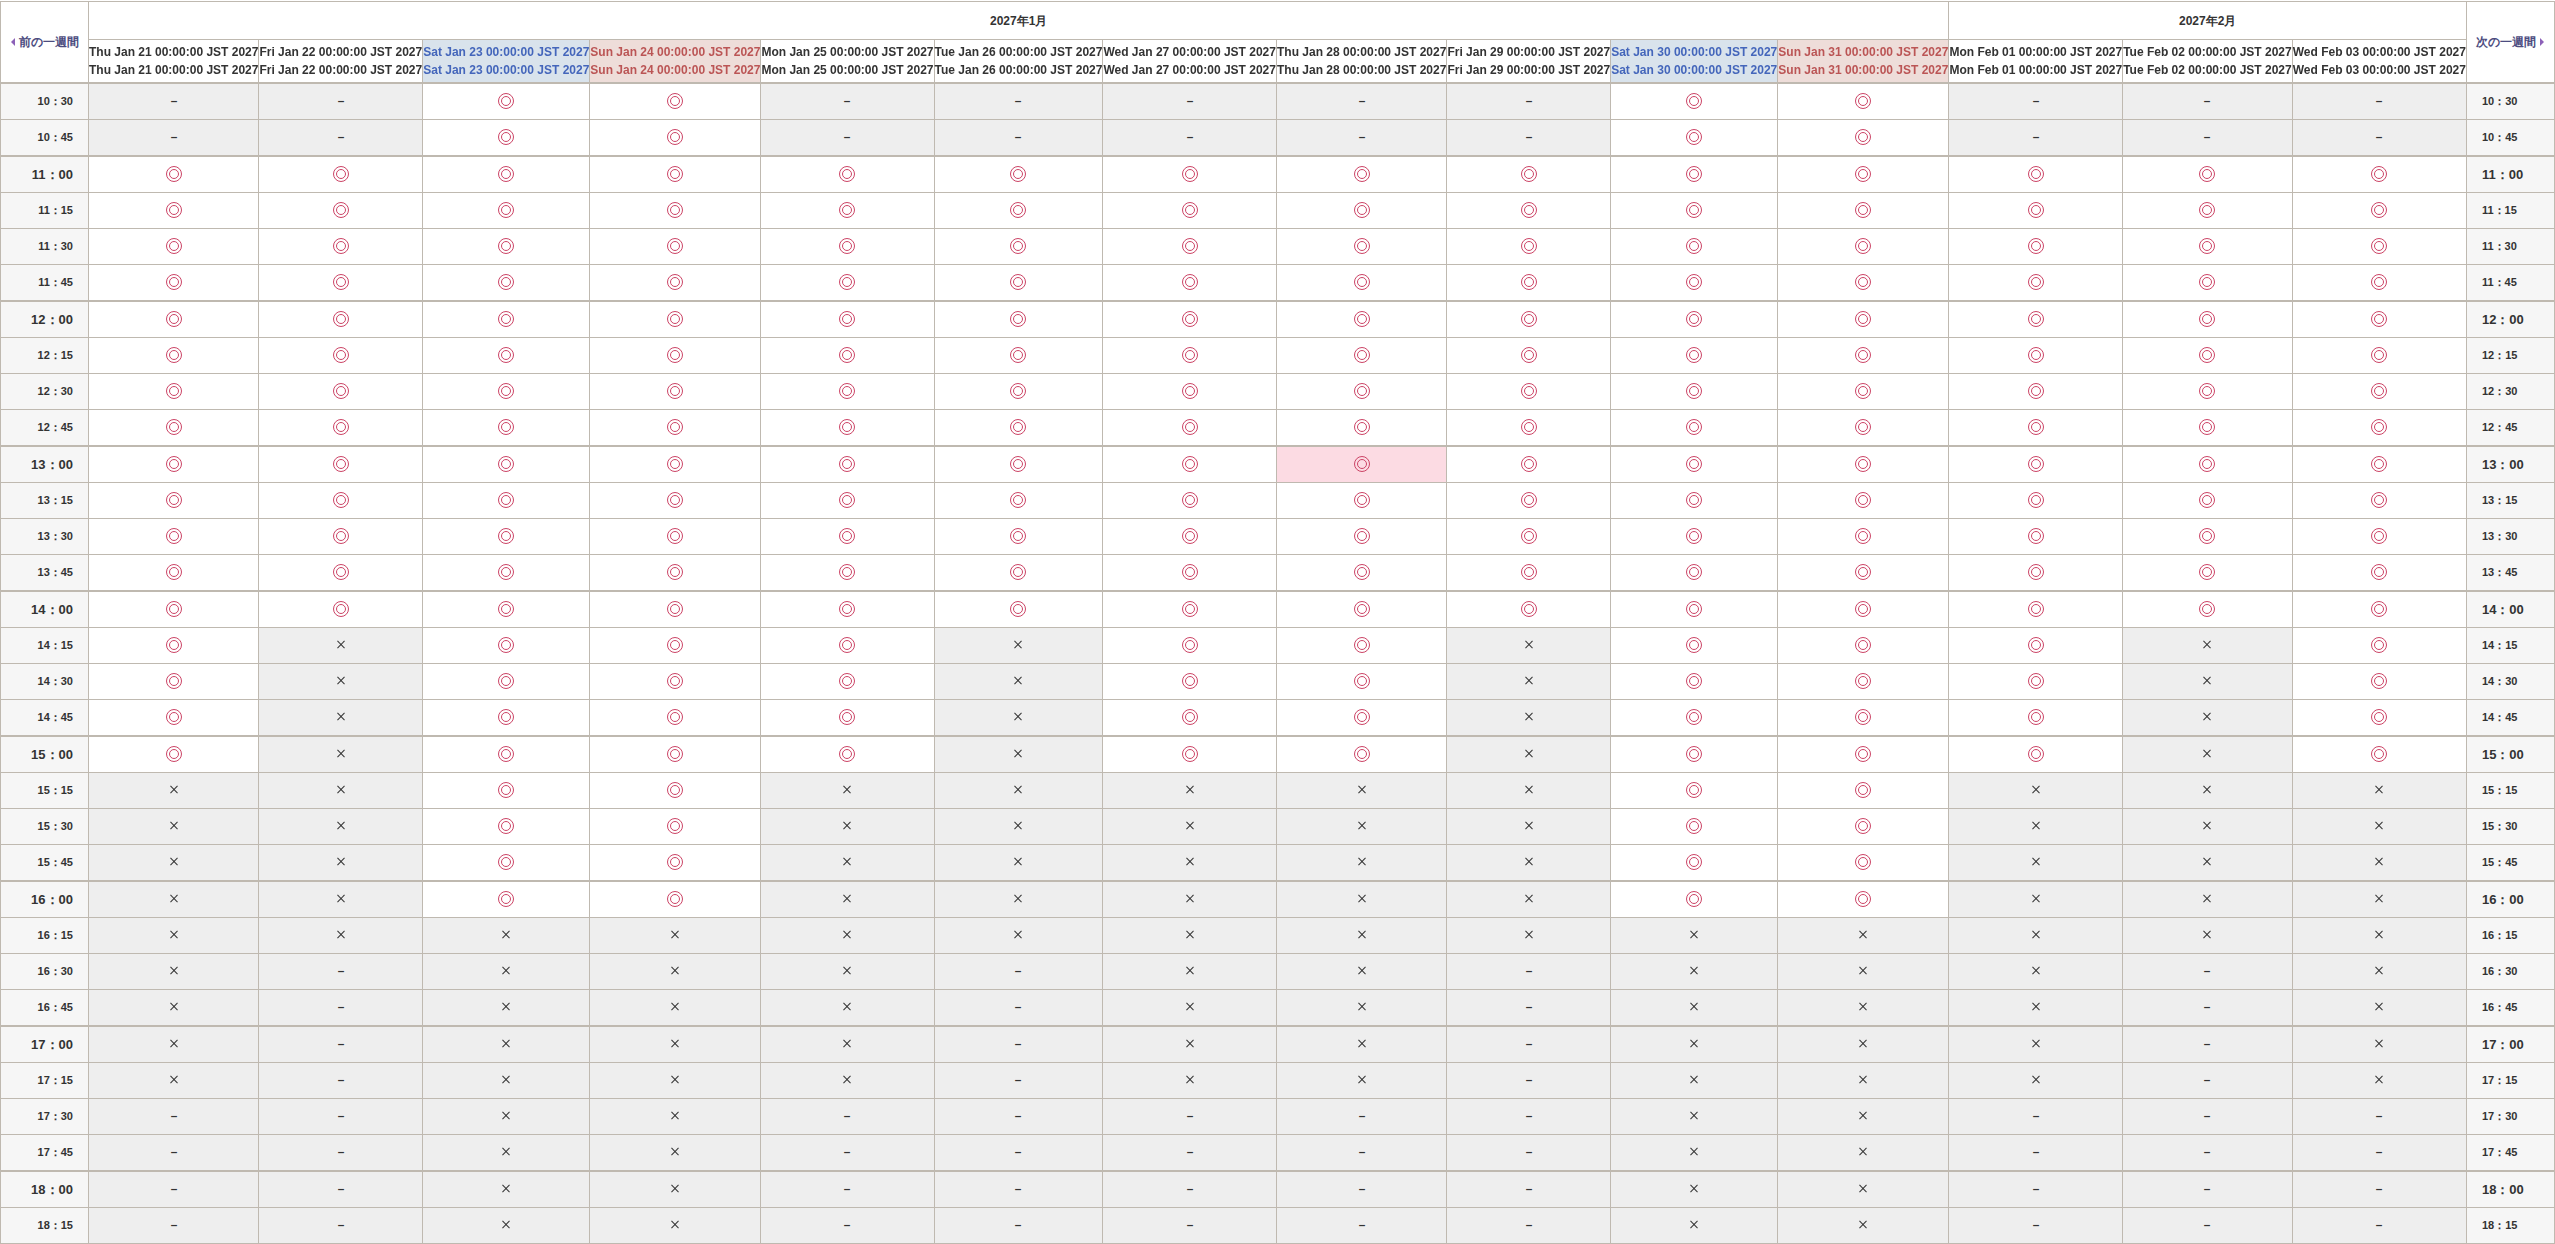 2027年1月 2027年2月
前の一週間 次の一週間
Thu Jan 21 00:00:00 JST 2027 Fri Jan 22 00:00:00 JST 2027 Sat Jan 23 00:00:00 JST 2027 Sun Jan 24 00:00:00 JST 2027 Mon Jan 25 00:00:00 JST 2027 Tue Jan 26 00:00:00 JST 2027 Wed Jan 27 00:00:00 JST 2027 Thu Jan 28 00:00:00 JST 2027 Fri Jan 29 00:00:00 JST 2027 Sat Jan 30 00:00:00 JST 2027 Sun Jan 31 00:00:00 JST 2027 Mon Feb 01 00:00:00 JST 2027 Tue Feb 02 00:00:00 JST 2027 Wed Feb 03 00:00:00 JST 2027
Thu Jan 21 00:00:00 JST 2027 Fri Jan 22 00:00:00 JST 2027 Sat Jan 23 00:00:00 JST 2027 Sun Jan 24 00:00:00 JST 2027 Mon Jan 25 00:00:00 JST 2027 Tue Jan 26 00:00:00 JST 2027 Wed Jan 27 00:00:00 JST 2027 Thu Jan 28 00:00:00 JST 2027 Fri Jan 29 00:00:00 JST 2027 Sat Jan 30 00:00:00 JST 2027 Sun Jan 31 00:00:00 JST 2027 Mon Feb 01 00:00:00 JST 2027 Tue Feb 02 00:00:00 JST 2027 Wed Feb 03 00:00:00 JST 2027
10：30 – – ◎ ◎ – – – – – ◎ ◎ – – – 10：30
10：45 – – ◎ ◎ – – – – – ◎ ◎ – – – 10：45
11：00 ◎ ◎ ◎ ◎ ◎ ◎ ◎ ◎ ◎ ◎ ◎ ◎ ◎ ◎ 11：00
11：15 ◎ ◎ ◎ ◎ ◎ ◎ ◎ ◎ ◎ ◎ ◎ ◎ ◎ ◎ 11：15
11：30 ◎ ◎ ◎ ◎ ◎ ◎ ◎ ◎ ◎ ◎ ◎ ◎ ◎ ◎ 11：30
11：45 ◎ ◎ ◎ ◎ ◎ ◎ ◎ ◎ ◎ ◎ ◎ ◎ ◎ ◎ 11：45
12：00 ◎ ◎ ◎ ◎ ◎ ◎ ◎ ◎ ◎ ◎ ◎ ◎ ◎ ◎ 12：00
12：15 ◎ ◎ ◎ ◎ ◎ ◎ ◎ ◎ ◎ ◎ ◎ ◎ ◎ ◎ 12：15
12：30 ◎ ◎ ◎ ◎ ◎ ◎ ◎ ◎ ◎ ◎ ◎ ◎ ◎ ◎ 12：30
12：45 ◎ ◎ ◎ ◎ ◎ ◎ ◎ ◎ ◎ ◎ ◎ ◎ ◎ ◎ 12：45
13：00 ◎ ◎ ◎ ◎ ◎ ◎ ◎ ◎ ◎ ◎ ◎ ◎ ◎ ◎ 13：00
13：15 ◎ ◎ ◎ ◎ ◎ ◎ ◎ ◎ ◎ ◎ ◎ ◎ ◎ ◎ 13：15
13：30 ◎ ◎ ◎ ◎ ◎ ◎ ◎ ◎ ◎ ◎ ◎ ◎ ◎ ◎ 13：30
13：45 ◎ ◎ ◎ ◎ ◎ ◎ ◎ ◎ ◎ ◎ ◎ ◎ ◎ ◎ 13：45
14：00 ◎ ◎ ◎ ◎ ◎ ◎ ◎ ◎ ◎ ◎ ◎ ◎ ◎ ◎ 14：00
14：15 ◎ × ◎ ◎ ◎ × ◎ ◎ × ◎ ◎ ◎ × ◎ 14：15
14：30 ◎ × ◎ ◎ ◎ × ◎ ◎ × ◎ ◎ ◎ × ◎ 14：30
14：45 ◎ × ◎ ◎ ◎ × ◎ ◎ × ◎ ◎ ◎ × ◎ 14：45
15：00 ◎ × ◎ ◎ ◎ × ◎ ◎ × ◎ ◎ ◎ × ◎ 15：00
15：15 × × ◎ ◎ × × × × × ◎ ◎ × × × 15：15
15：30 × × ◎ ◎ × × × × × ◎ ◎ × × × 15：30
15：45 × × ◎ ◎ × × × × × ◎ ◎ × × × 15：45
16：00 × × ◎ ◎ × × × × × ◎ ◎ × × × 16：00
16：15 × × × × × × × × × × × × × × 16：15
16：30 × – × × × – × × – × × × – × 16：30
16：45 × – × × × – × × – × × × – × 16：45
17：00 × – × × × – × × – × × × – × 17：00
17：15 × – × × × – × × – × × × – × 17：15
17：30 – – × × – – – – – × × – – – 17：30
17：45 – – × × – – – – – × × – – – 17：45
18：00 – – × × – – – – – × × – – – 18：00
18：15 – – × × – – – – – × × – – – 18：15